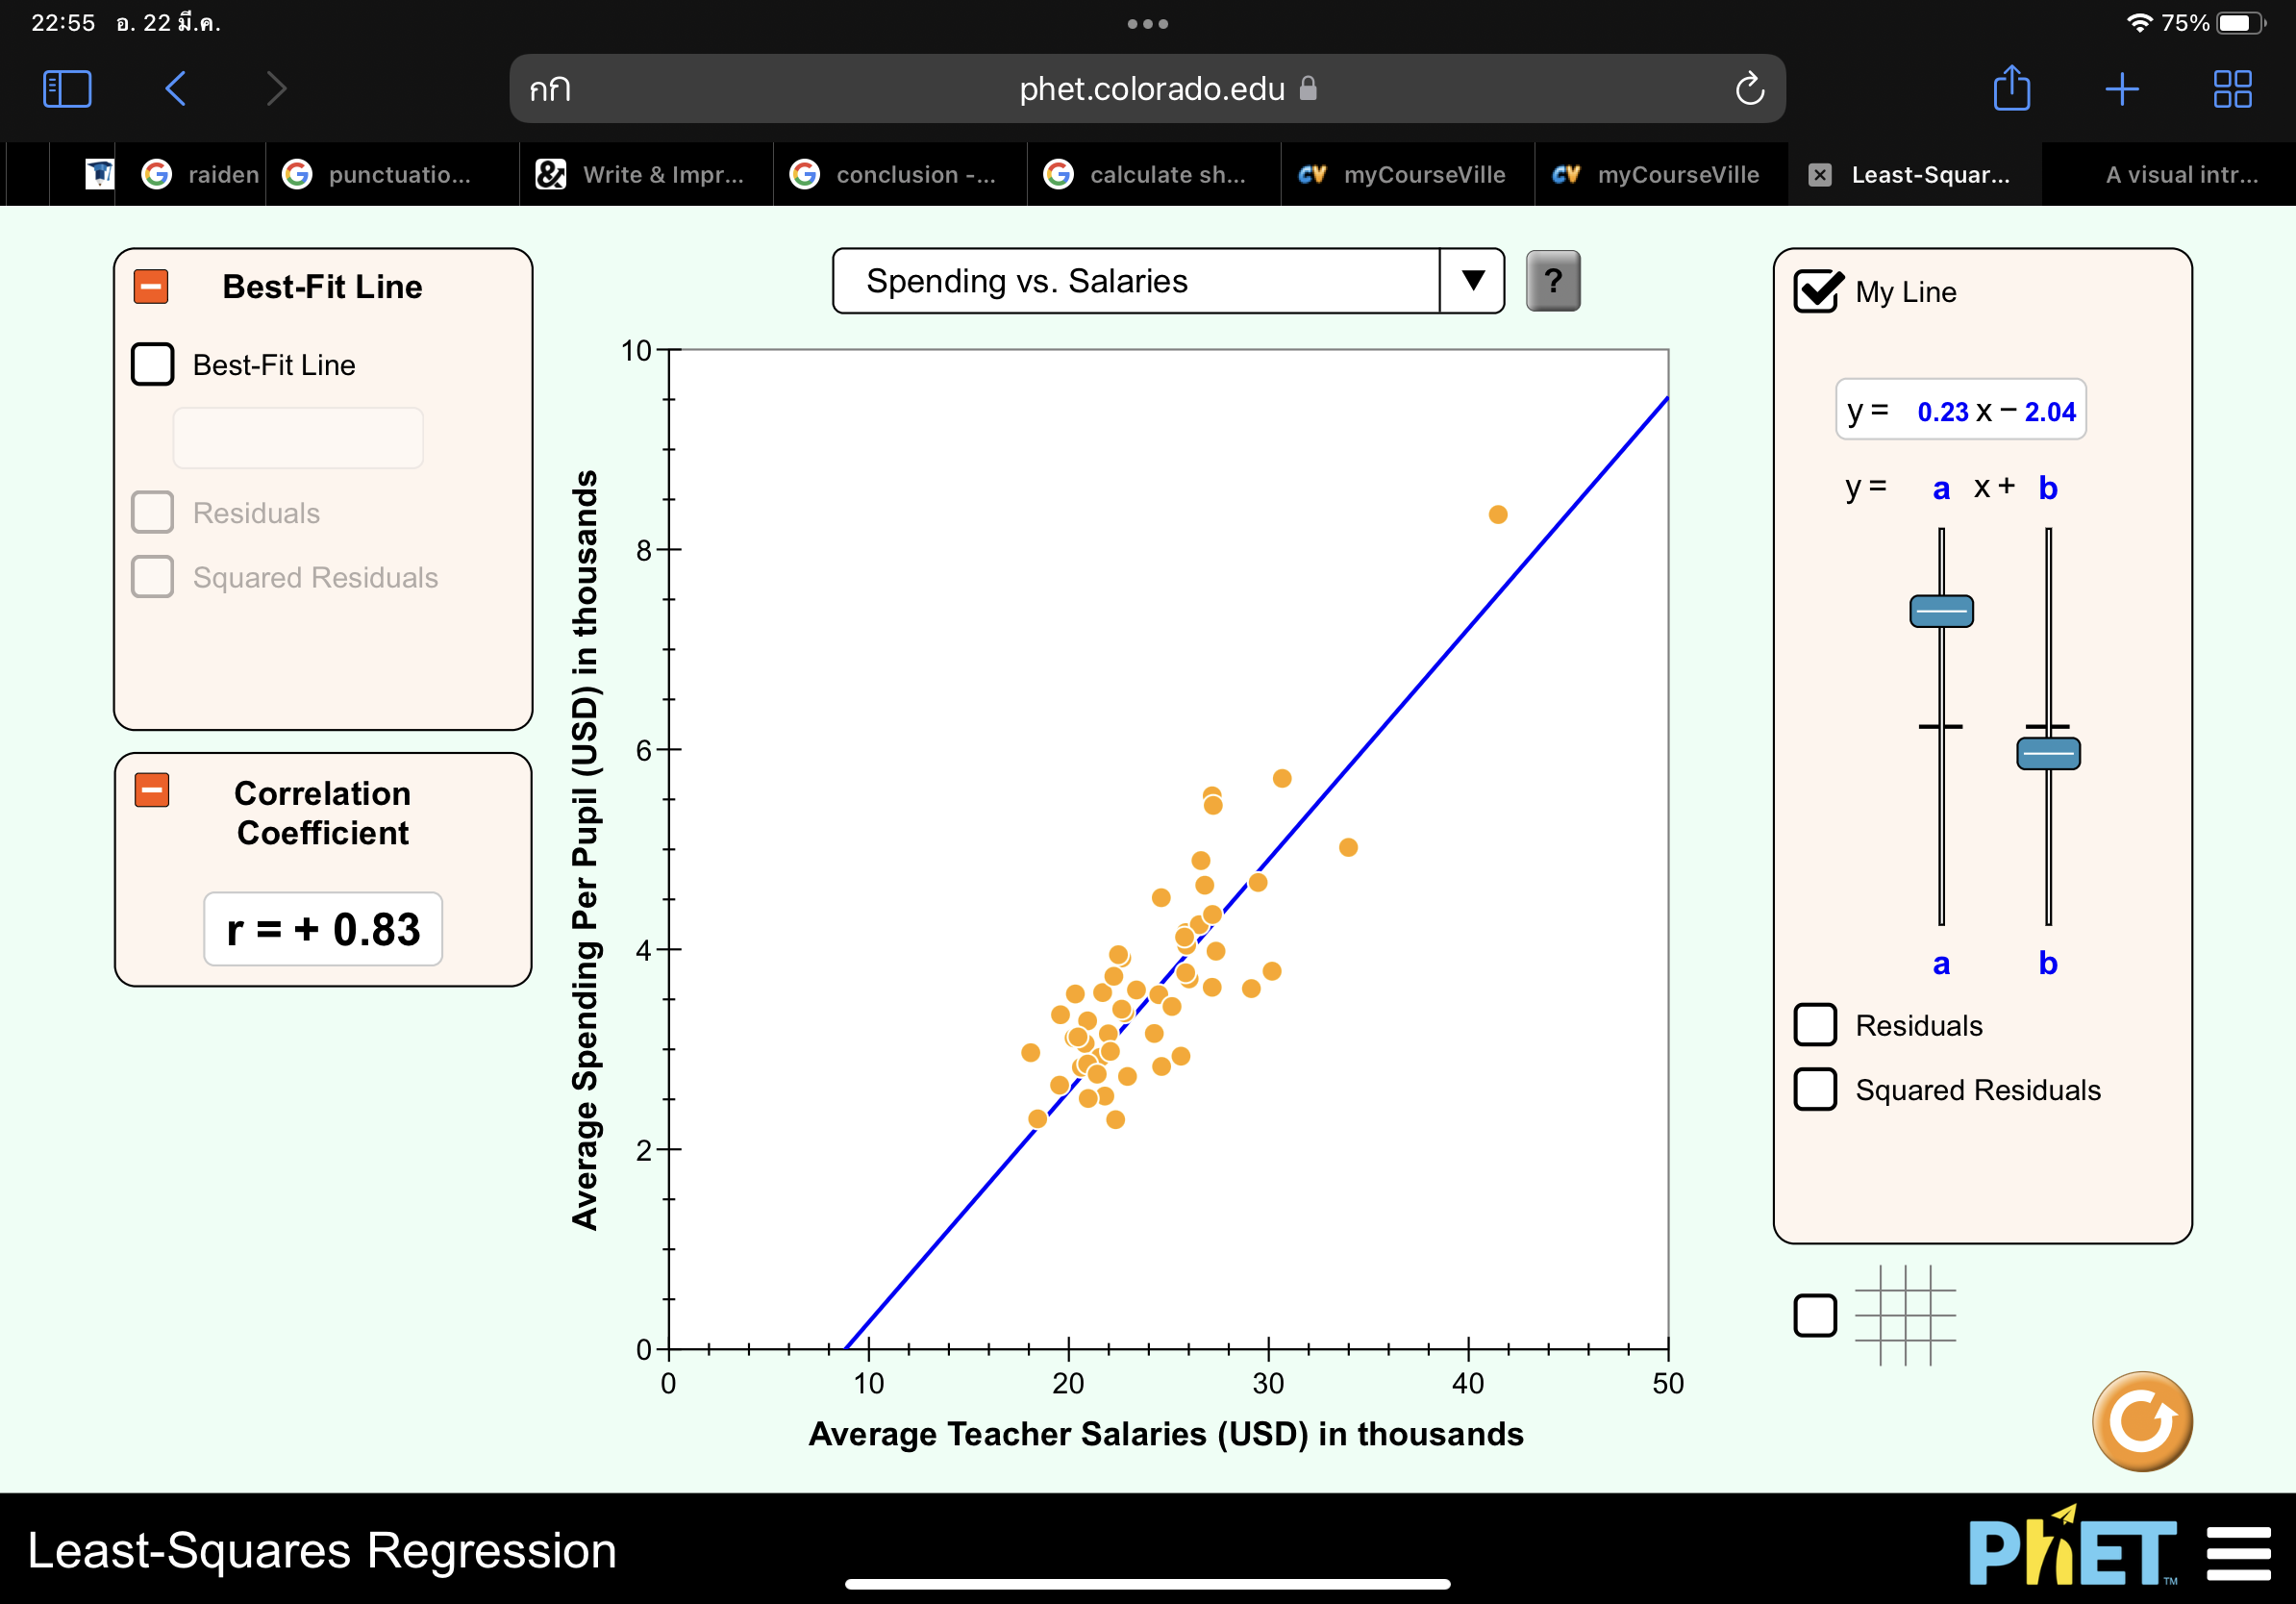 22:55 อ. 22 มี.ค.
75%
กก
phet.colorado.edu
raiden
punctuatio...
Write & Impr...
conclusion -...
calculate sh...
myCourseVille
myCourseVille
Least-Squar...
A visual intr...
Best-Fit Line
Best-Fit Line
Residuals
Squared Residuals
Correlation
Coefficient
r = + 0.83
Spending vs. Salaries
?
Average Spending Per Pupil (USD) in thousands
10
8
6
4
2
0
0 10 20 30 40 50
Average Teacher Salaries (USD) in thousands
My Line
y = 0.23 x − 2.04
y = a x + b
a b
Residuals
Squared Residuals
Least-Squares Regression
PhET™